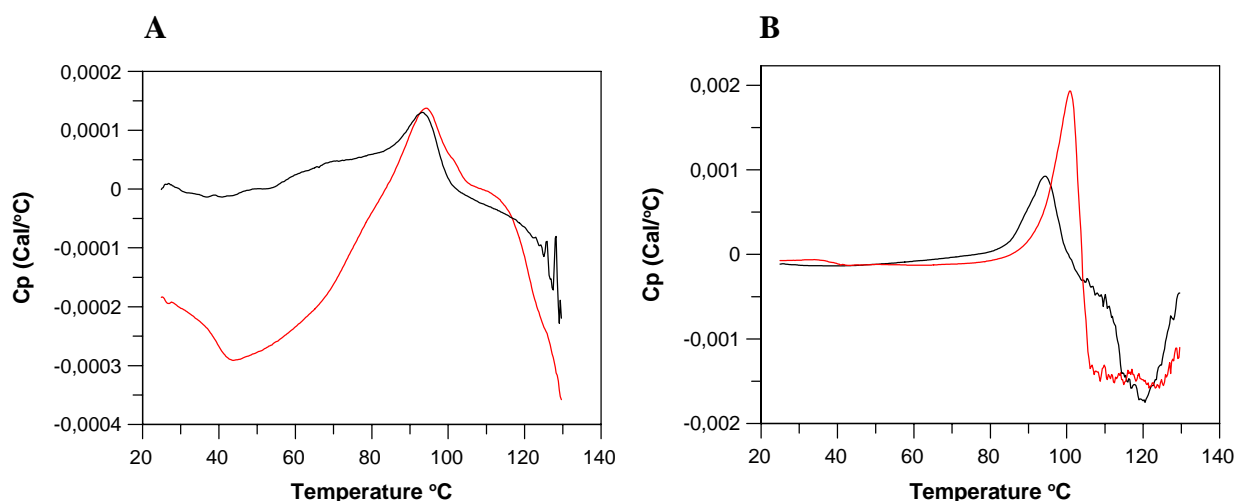 A
Cp (Cal/ºC)
0,0002
0,0001
0
-0,0001
-0,0002
-0,0003
-0,0004
20 40 60 80 100 120 140
Temperature ºC
B
Cp (Cal/ºC)
0,002
0,001
0
-0,001
-0,002
20 40 60 80 100 120 140
Temperature ºC